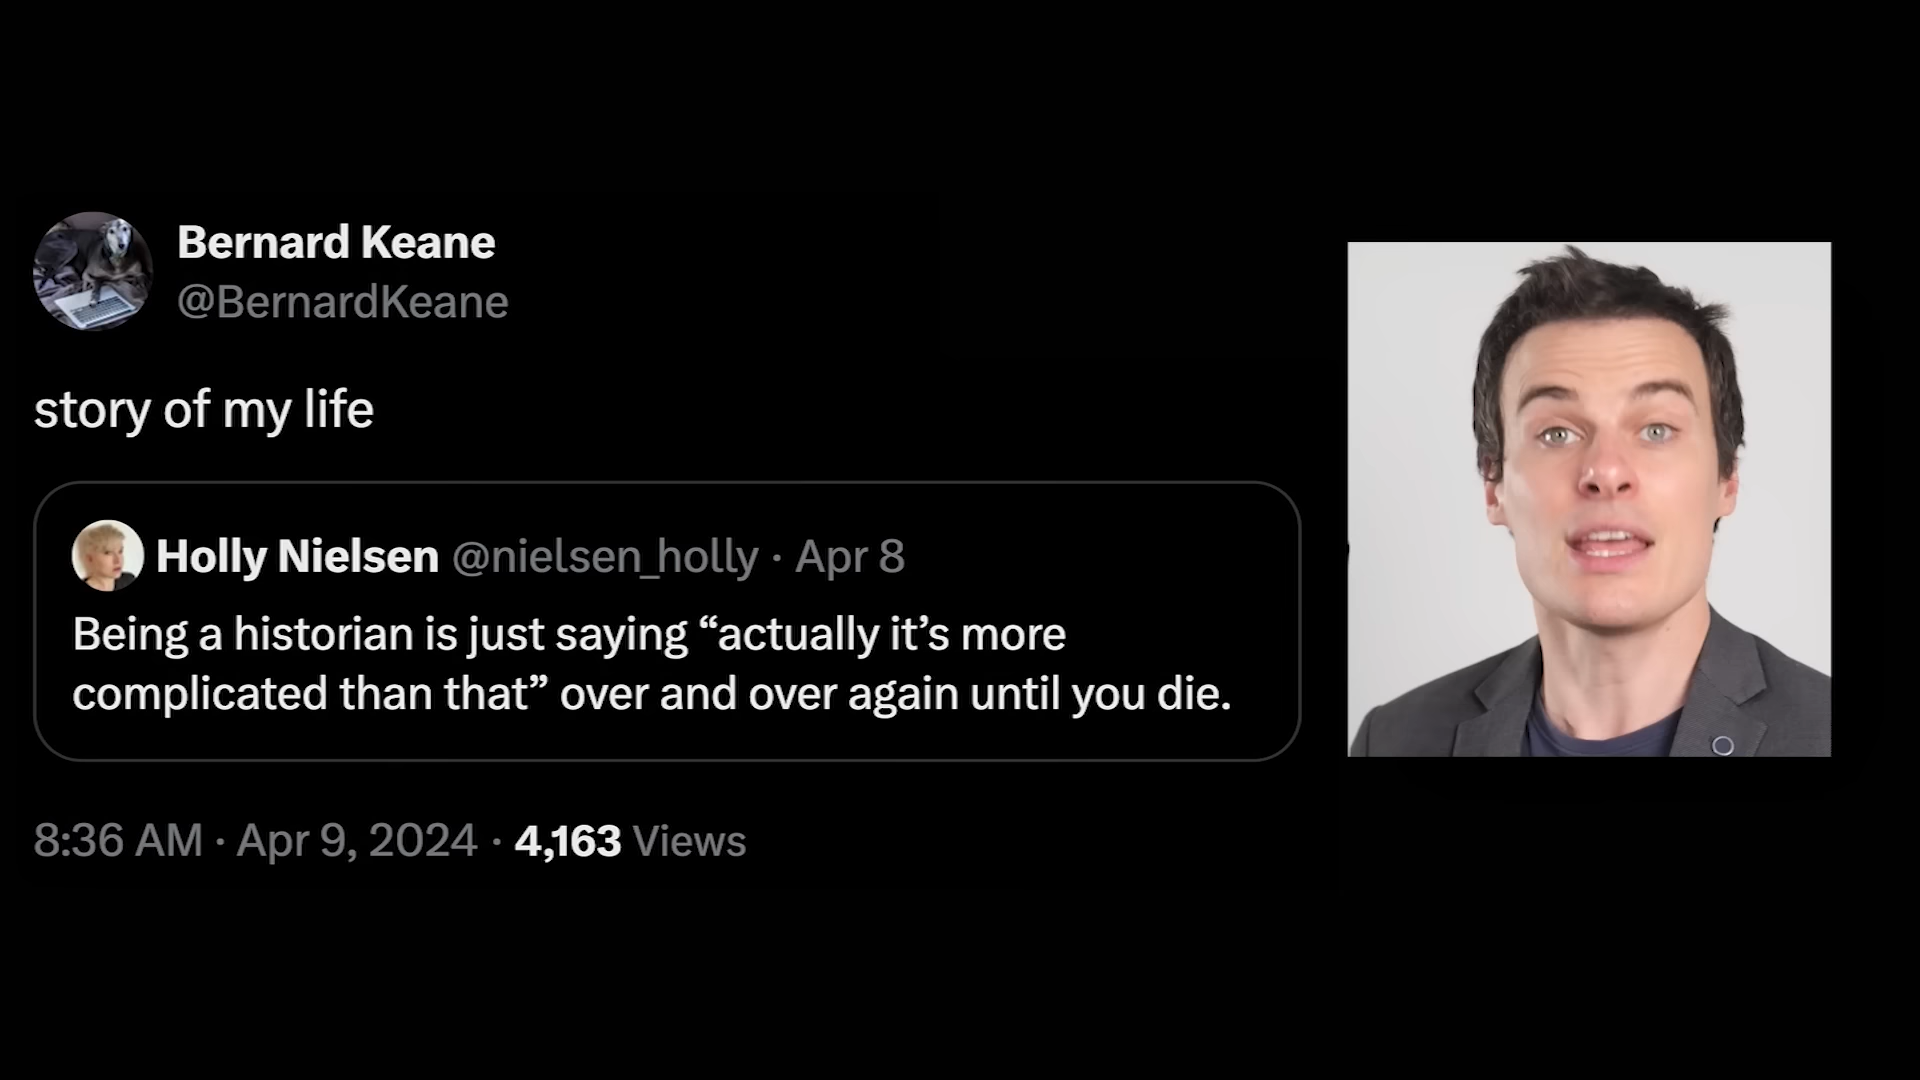 Bernard Keane
@BernardKeane
story of my life
Holly Nielsen @nielsen_holly · Apr 8
Being a historian is just saying “actually it’s more
complicated than that” over and over again until you die.
8:36 AM · Apr 9, 2024 · 4,163 Views